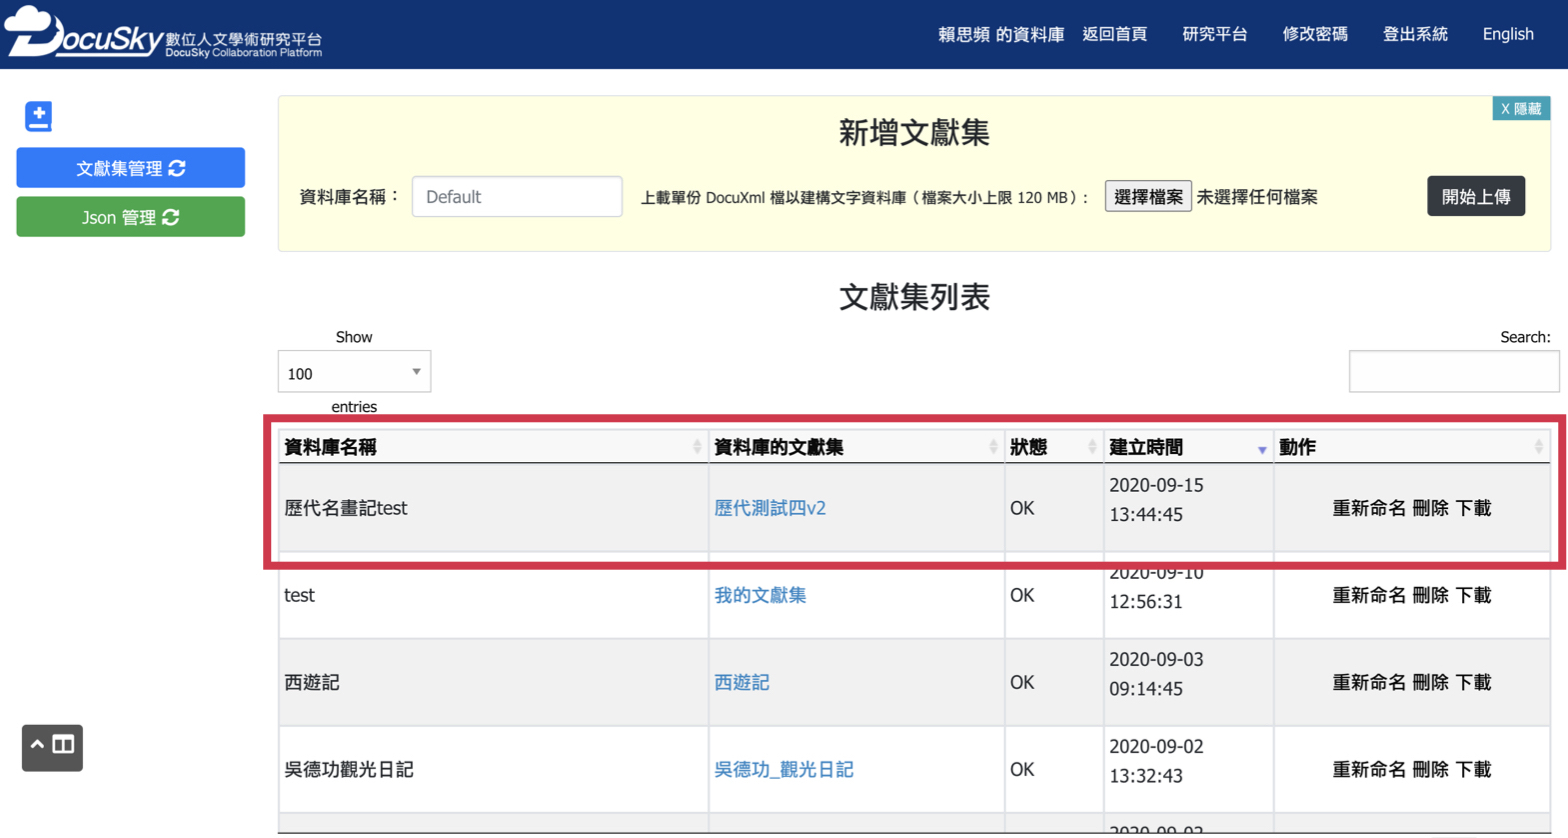 DocuSky 數位人文學術研究平台
DocuSky Collaboration Platform
賴思頻 的資料庫 返回首頁 研究平台 修改密碼 登出系統 English
X 隱藏
新增文獻集
文獻集管理
Json 管理
資料庫名稱： Default 上載單份 DocuXml 檔以建構文字資料庫（檔案大小上限 120 MB）： 選擇檔案 未選擇任何檔案 開始上傳
文獻集列表
Show
100
entries
Search:
資料庫名稱 資料庫的文獻集 狀態 建立時間 動作
歷代名畫記test 歷代測試四v2 OK 2020-09-15 13:44:45 重新命名 刪除 下載
test 我的文獻集 OK 2020-09-10 12:56:31 重新命名 刪除 下載
西遊記 西遊記 OK 2020-09-03 09:14:45 重新命名 刪除 下載
吳德功觀光日記 吳德功_觀光日記 OK 2020-09-02 13:32:43 重新命名 刪除 下載